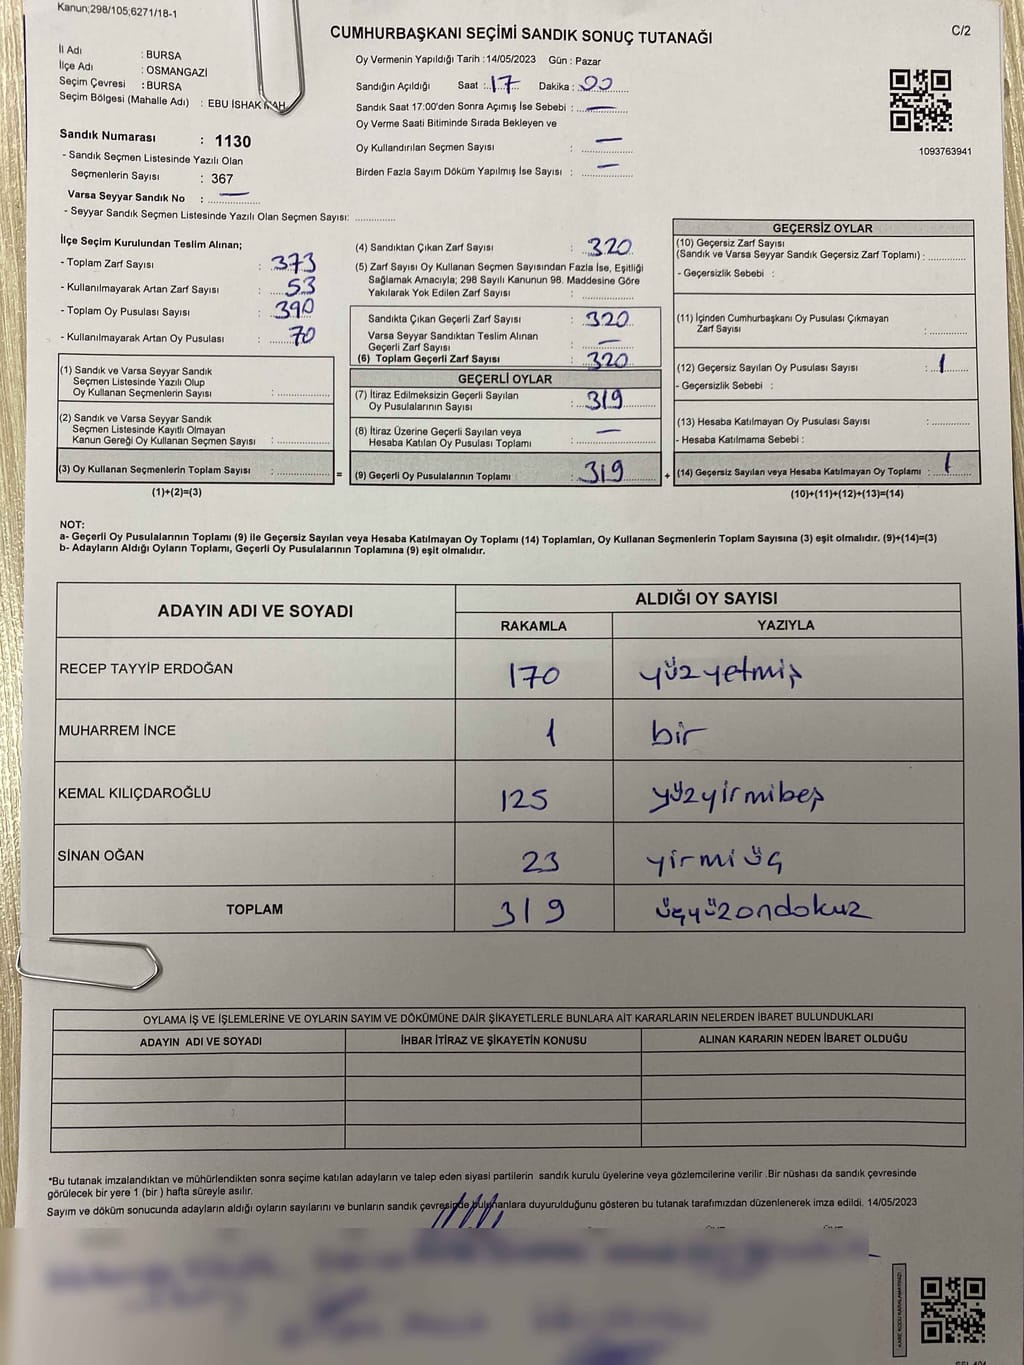 Kanun;298/105;6271/18-1
CUMHURBAŞKANI SEÇİMİ SANDIK SONUÇ TUTANAĞI
C/2
İl Adı : BURSA
İlçe Adı : OSMANGAZİ
Seçim Çevresi : BURSA
Seçim Bölgesi (Mahalle Adı) : EBU İSHAK MAH.
Oy Vermenin Yapıldığı Tarih :14/05/2023 Gün : Pazar
Sandığın Açıldığı Saat :..17.... Dakika :.00....
Sandık Saat 17:00'den Sonra Açımış İse Sebebi : —
Oy Verme Saati Bitiminde Sırada Bekleyen ve
Oy Kullandırılan Seçmen Sayısı : —
Birden Fazla Sayım Döküm Yapılmış İse Sayısı : —
1093763941
Sandık Numarası : 1130
- Sandık Seçmen Listesinde Yazılı Olan
Seçmenlerin Sayısı : 367
Varsa Seyyar Sandık No : —
- Seyyar Sandık Seçmen Listesinde Yazılı Olan Seçmen Sayısı: ..............
İlçe Seçim Kurulundan Teslim Alınan;
- Toplam Zarf Sayısı : 373
- Kullanılmayarak Artan Zarf Sayısı : 53
- Toplam Oy Pusulası Sayısı : 390
- Kullanılmayarak Artan Oy Pusulası : 70
(1) Sandık ve Varsa Seyyar Sandık
Seçmen Listesinde Yazılı Olup
Oy Kullanan Seçmenlerin Sayısı : ..................
(2) Sandık ve Varsa Seyyar Sandık
Seçmen Listesinde Kayıtlı Olmayan
Kanun Gereği Oy Kullanan Seçmen Sayısı : ..................
(3) Oy Kullanan Seçmenlerin Toplam Sayısı : ..................
(1)+(2)=(3)
=
(4) Sandıktan Çıkan Zarf Sayısı : 320
(5) Zarf Sayısı Oy Kullanan Seçmen Sayısından Fazla İse, Eşitliği
Sağlamak Amacıyla; 298 Sayılı Kanunun 98. Maddesine Göre
Yakılarak Yok Edilen Zarf Sayısı : ..................
Sandıkta Çıkan Geçerli Zarf Sayısı : 320
Varsa Seyyar Sandıktan Teslim Alınan
Geçerli Zarf Sayısı : —
(6) Toplam Geçerli Zarf Sayısı : 320
GEÇERLİ OYLAR
(7) İtiraz Edilmeksizin Geçerli Sayılan
Oy Pusulalarının Sayısı : 319
(8) İtiraz Üzerine Geçerli Sayılan veya
Hesaba Katılan Oy Pusulası Toplamı : —
(9) Geçerli Oy Pusulalarının Toplamı : 319
+
GEÇERSİZ OYLAR
(10) Geçersiz Zarf Sayısı
(Sandık ve Varsa Seyyar Sandık Geçersiz Zarf Toplamı) : ..............
- Geçersizlik Sebebi :
(11) İçinden Cumhurbaşkanı Oy Pusulası Çıkmayan
Zarf Sayısı : ..............
(12) Geçersiz Sayılan Oy Pusulası Sayısı : 1
- Geçersizlik Sebebi :
(13) Hesaba Katılmayan Oy Pusulası Sayısı : ..............
- Hesaba Katılmama Sebebi :
(14) Geçersiz Sayılan veya Hesaba Katılmayan Oy Toplamı : 1
(10)+(11)+(12)+(13)=(14)
NOT:
a- Geçerli Oy Pusulalarının Toplamı (9) ile Geçersiz Sayılan veya Hesaba Katılmayan Oy Toplamı (14) Toplamları, Oy Kullanan Seçmenlerin Toplam Sayısına (3) eşit olmalıdır. (9)+(14)=(3)
b- Adayların Aldığı Oyların Toplamı, Geçerli Oy Pusulalarının Toplamına (9) eşit olmalıdır.
ADAYIN ADI VE SOYADI
ALDIĞI OY SAYISI
RAKAMLA YAZIYLA
RECEP TAYYİP ERDOĞAN 170 yüzyetmiş
MUHARREM İNCE 1 bir
KEMAL KILIÇDAROĞLU 125 yüzyirmibeş
SİNAN OĞAN 23 yirmiüç
TOPLAM 319 üçyüzondokuz
OYLAMA İŞ VE İŞLEMLERİNE VE OYLARIN SAYIM VE DÖKÜMÜNE DAİR ŞİKAYETLERLE BUNLARA AİT KARARLARIN NELERDEN İBARET BULUNDUKLARI
ADAYIN ADI VE SOYADI İHBAR İTİRAZ VE ŞİKAYETİN KONUSU ALINAN KARARIN NEDEN İBARET OLDUĞU
*Bu tutanak imzalandıktan ve mühürlendikten sonra seçime katılan adayların ve talep eden siyasi partilerin sandık kurulu üyelerine veya gözlemcilerine verilir .Bir nüshası da sandık çevresinde
görülecek bir yere 1 (bir ) hafta süreyle asılır.
Sayım ve döküm sonucunda adayların aldığı oyların sayılarını ve bunların sandık çevresinde bulunanlara duyurulduğunu gösteren bu tutanak tarafımızdan düzenlenerek imza edildi. 14/05/2023